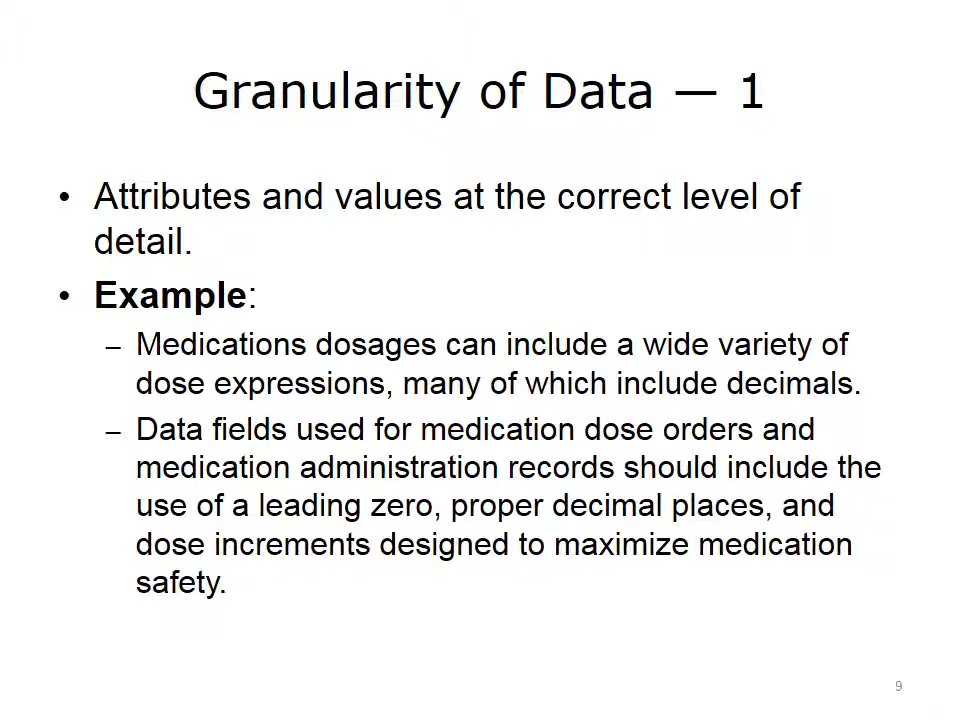 Granularity of Data — 1
• Attributes and values at the correct level of
detail.
• Example:
– Medications dosages can include a wide variety of
dose expressions, many of which include decimals.
– Data fields used for medication dose orders and
medication administration records should include the
use of a leading zero, proper decimal places, and
dose increments designed to maximize medication
safety.
9